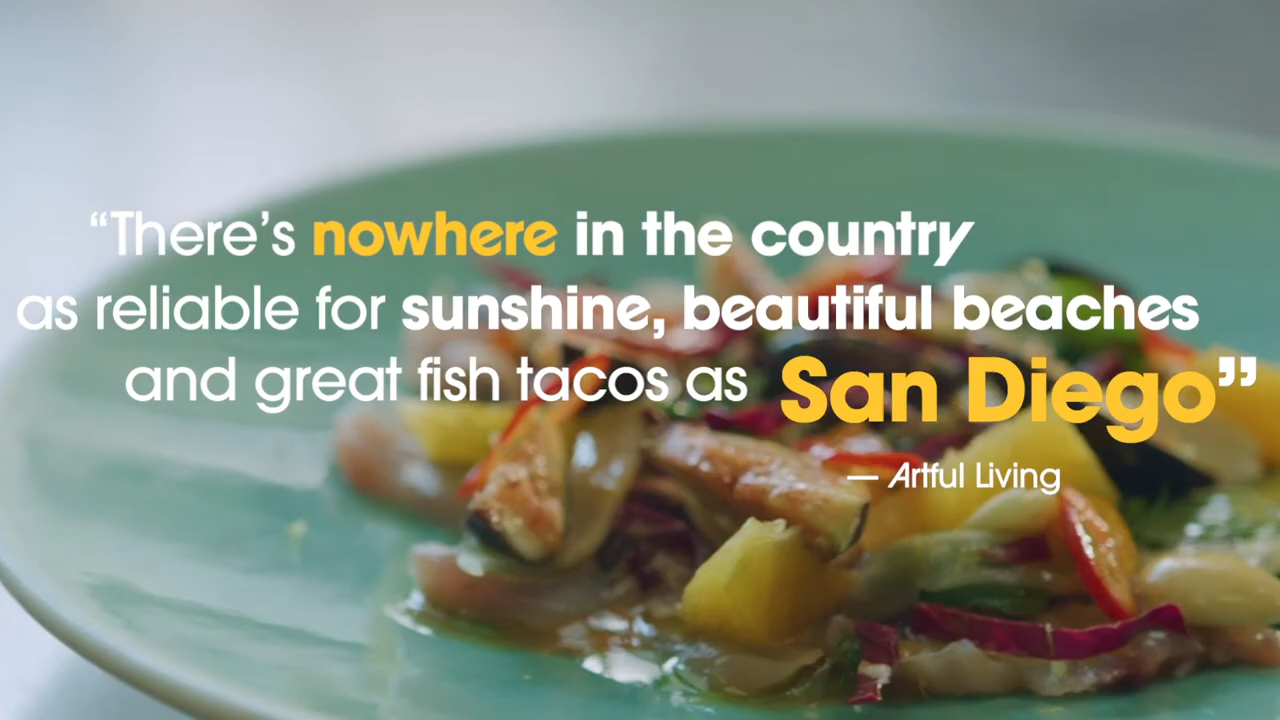 “There’s nowhere in the country
as reliable for sunshine, beautiful beaches
and great fish tacos as San Diego”
— Artful Living